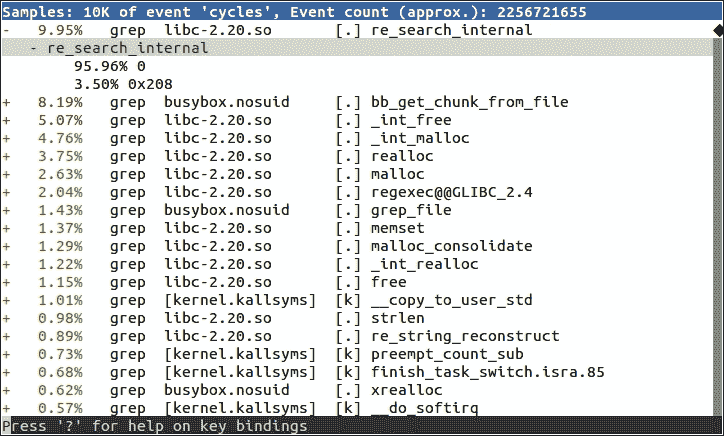 Samples: 10K of event 'cycles', Event count (approx.): 2256721655
-   9.95%   grep  libc-2.20.so       [.] re_search_internal
   - re_search_internal
        95.96% 0
        3.50% 0x208
+   8.19%   grep  busybox.nosuid     [.] bb_get_chunk_from_file
+   5.07%   grep  libc-2.20.so       [.] _int_free
+   4.76%   grep  libc-2.20.so       [.] _int_malloc
+   3.75%   grep  libc-2.20.so       [.] realloc
+   2.63%   grep  libc-2.20.so       [.] malloc
+   2.04%   grep  libc-2.20.so       [.] regexec@@GLIBC_2.4
+   1.43%   grep  busybox.nosuid     [.] grep_file
+   1.37%   grep  libc-2.20.so       [.] memset
+   1.29%   grep  libc-2.20.so       [.] malloc_consolidate
+   1.22%   grep  libc-2.20.so       [.] _int_realloc
+   1.15%   grep  libc-2.20.so       [.] free
+   1.01%   grep  [kernel.kallsyms]  [k] __copy_to_user_std
+   0.98%   grep  libc-2.20.so       [.] strlen
+   0.89%   grep  libc-2.20.so       [.] re_string_reconstruct
+   0.73%   grep  [kernel.kallsyms]  [k] preempt_count_sub
+   0.68%   grep  [kernel.kallsyms]  [k] finish_task_switch.isra.85
+   0.62%   grep  busybox.nosuid     [.] xrealloc
+   0.57%   grep  [kernel.kallsyms]  [k] __do_softirq
Press '?' for help on key bindings